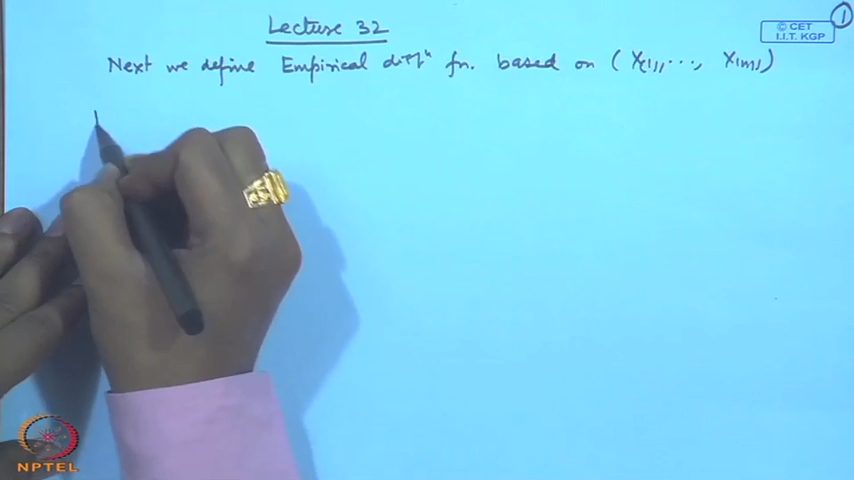 Lecture 32
1
© CET
I.I.T. KGP
Next we define Empirical distⁿ fn. based on (X(1), ..., X(m))
NPTEL